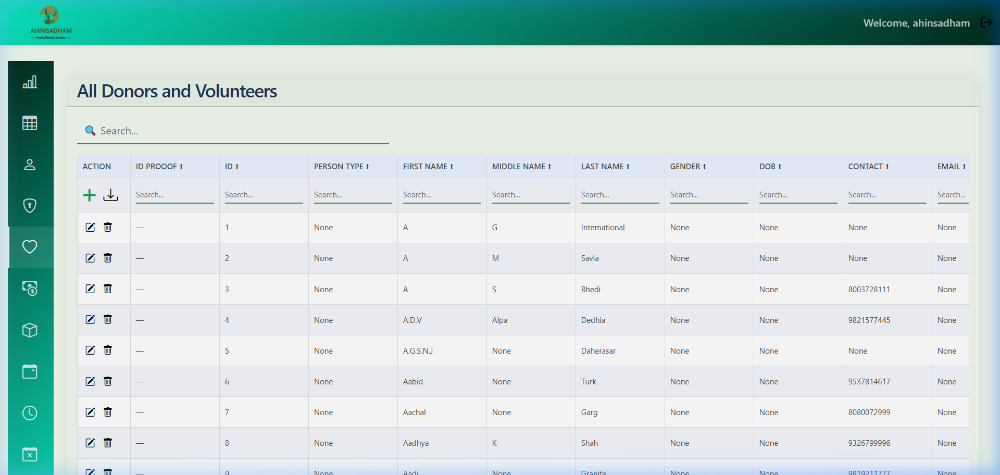 AHINSADHAM
Pashu Raksha Kendra
Welcome, ahinsadham
All Donors and Volunteers
Search...
ACTION ID PROOOF ID PERSON TYPE FIRST NAME MIDDLE NAME LAST NAME GENDER DOB CONTACT EMAIL
Search... Search... Search... Search... Search... Search... Search... Search... Search... Search...
— 1 None A G International None None None None
— 2 None A M Savla None None None None
— 3 None A S Bhedi None None 8003728111 None
— 4 None A.D.V Alpa Dedhia None None 9821577445 None
— 5 None A.G.S.N.J None Daherasar None None None None
— 6 None Aabid None Turk None None 9537814617 None
— 7 None Aachal None Garg None None 8080072999 None
— 8 None Aadhya K Shah None None 9326799996 None
— 9 None Aadi None Granite None None 9819211777 None